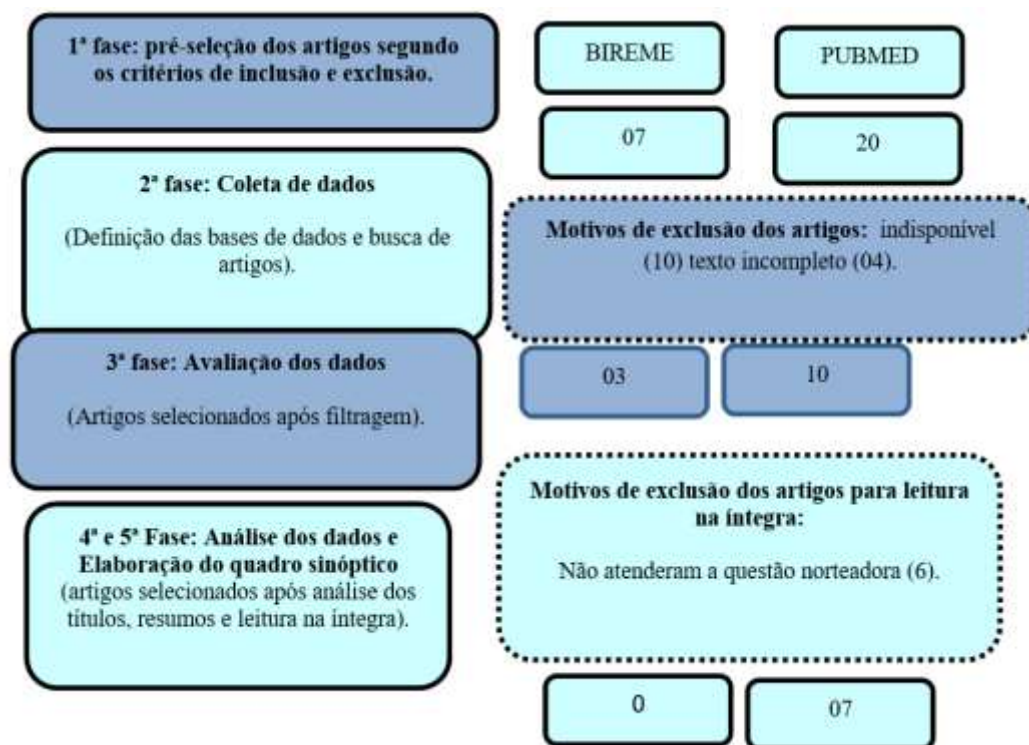 1ª fase: pré-seleção dos artigos segundo
os critérios de inclusão e exclusão.
BIREME
PUBMED
07
20
2ª fase: Coleta de dados
(Definição das bases de dados e busca de
artigos).
Motivos de exclusão dos artigos: indisponível
(10) texto incompleto (04).
3ª fase: Avaliação dos dados
(Artigos selecionados após filtragem).
03
10
4ª e 5ª Fase: Análise dos dados e
Elaboração do quadro sinóptico
(artigos selecionados após análise dos
títulos, resumos e leitura na íntegra).
Motivos de exclusão dos artigos para leitura
na íntegra:
Não atenderam a questão norteadora (6).
0
07